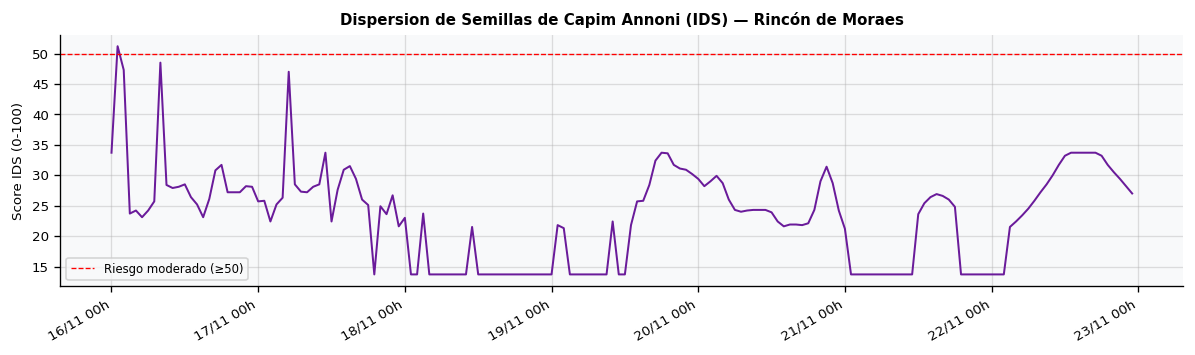 Dispersion de Semillas de Capim Annoni (IDS) — Rincón de Moraes
Score IDS (0-100)
50
45
40
35
30
25
20
15
Riesgo moderado (≥50)
16/11 00h
17/11 00h
18/11 00h
19/11 00h
20/11 00h
21/11 00h
22/11 00h
23/11 00h